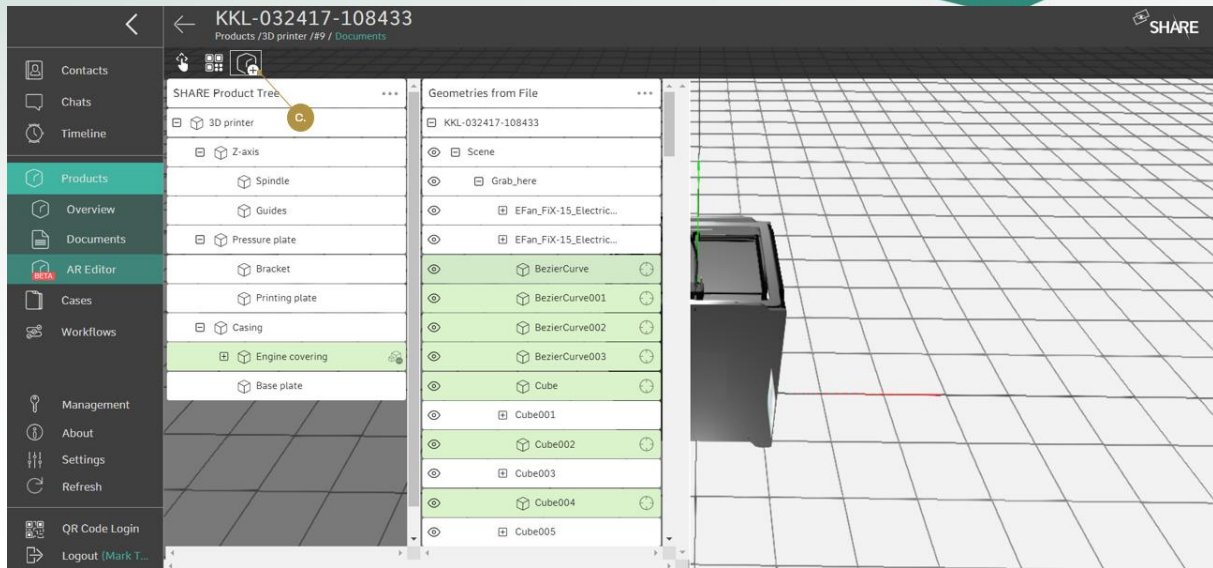 KKL-032417-108433
Products /3D printer /#9 / Documents
SHARE
Contacts
Chats
Timeline
Products
Overview
Documents
AR Editor
BETA
Cases
Workflows
Management
About
Settings
Refresh
QR Code Login
Logout (Mark T...
SHARE Product Tree
C.
3D printer
Z-axis
Spindle
Guides
Pressure plate
Bracket
Printing plate
Casing
Engine covering
Base plate
Geometries from File
KKL-032417-108433
Scene
Grab_here
EFan_FiX-15_Electric...
EFan_FiX-15_Electric...
BezierCurve
BezierCurve001
BezierCurve002
BezierCurve003
Cube
Cube001
Cube002
Cube003
Cube004
Cube005